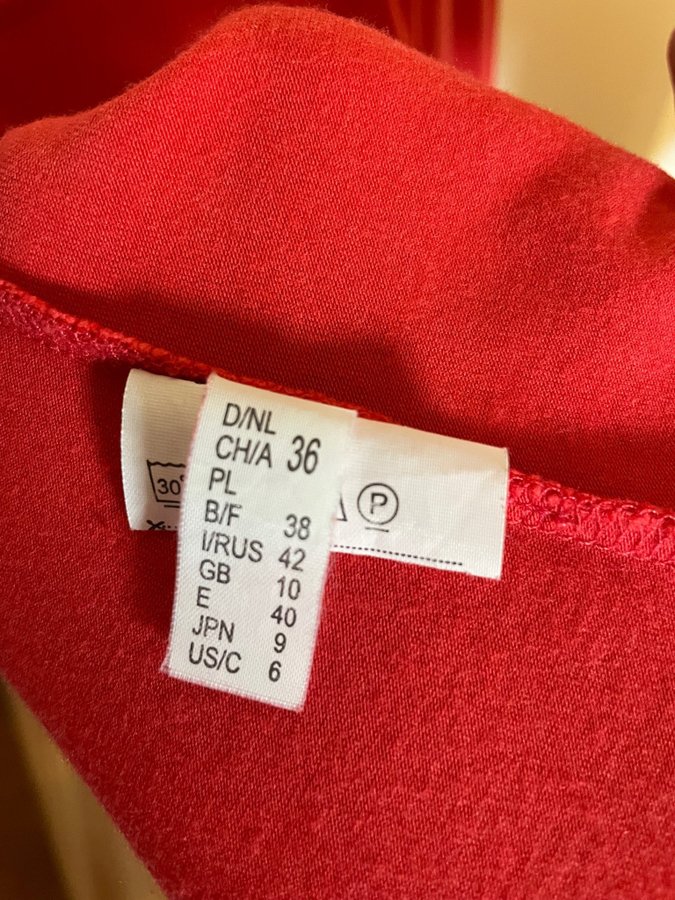 D/NL
CH/A 36
PL
B/F 38
I/RUS 42
GB 10
E 40
JPN 9
US/C 6
30°
P